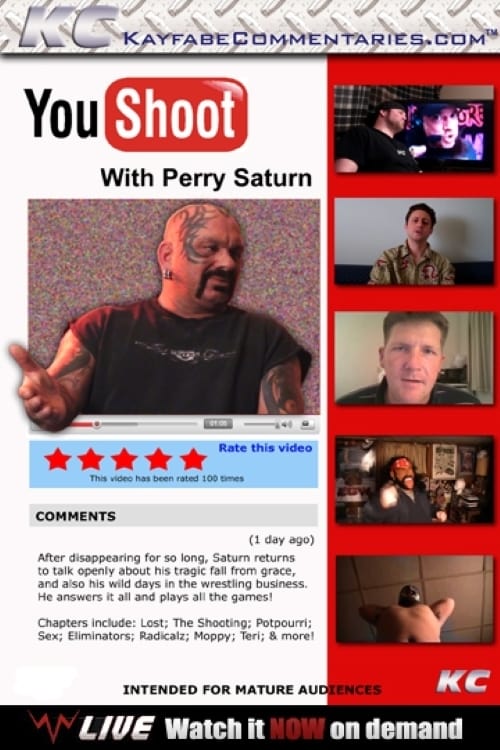 KC KAYFABECOMMENTARIES.COM™
You Shoot
With Perry Saturn
01:05
Rate this video
This video has been rated 100 times
COMMENTS
(1 day ago)
After disappearing for so long, Saturn returns
to talk openly about his tragic fall from grace,
and also his wild days in the wrestling business.
He answers it all and plays all the games!
Chapters include: Lost; The Shooting; Potpourri;
Sex; Eliminators; Radicalz; Moppy; Teri; & more!
INTENDED FOR MATURE AUDIENCES
KC
LIVE Watch it NOW on demand